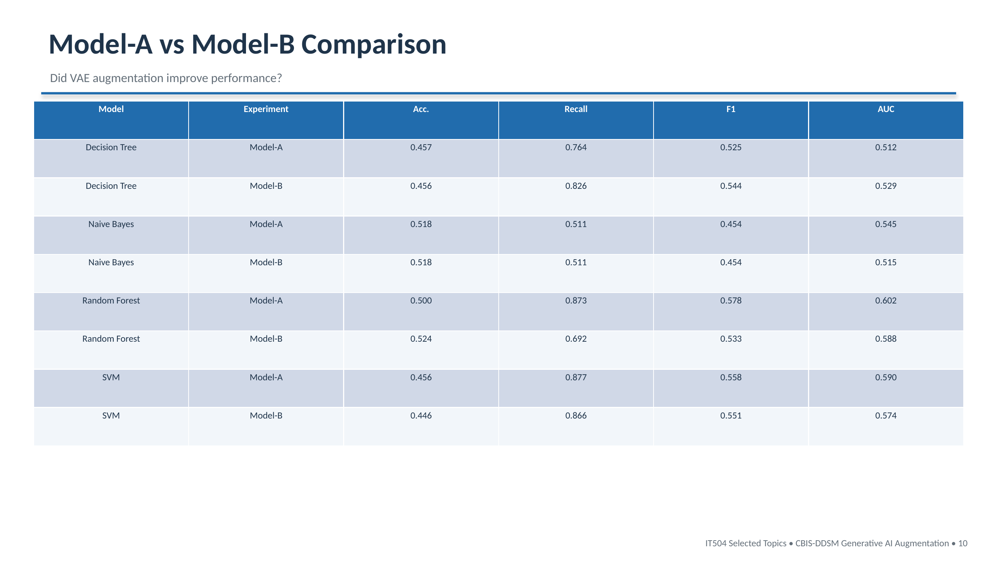 Model-A vs Model-B Comparison
Did VAE augmentation improve performance?
Model Experiment Acc. Recall F1 AUC
Decision Tree Model-A 0.457 0.764 0.525 0.512
Decision Tree Model-B 0.456 0.826 0.544 0.529
Naive Bayes Model-A 0.518 0.511 0.454 0.545
Naive Bayes Model-B 0.518 0.511 0.454 0.515
Random Forest Model-A 0.500 0.873 0.578 0.602
Random Forest Model-B 0.524 0.692 0.533 0.588
SVM Model-A 0.456 0.877 0.558 0.590
SVM Model-B 0.446 0.866 0.551 0.574
IT504 Selected Topics • CBIS-DDSM Generative AI Augmentation • 10